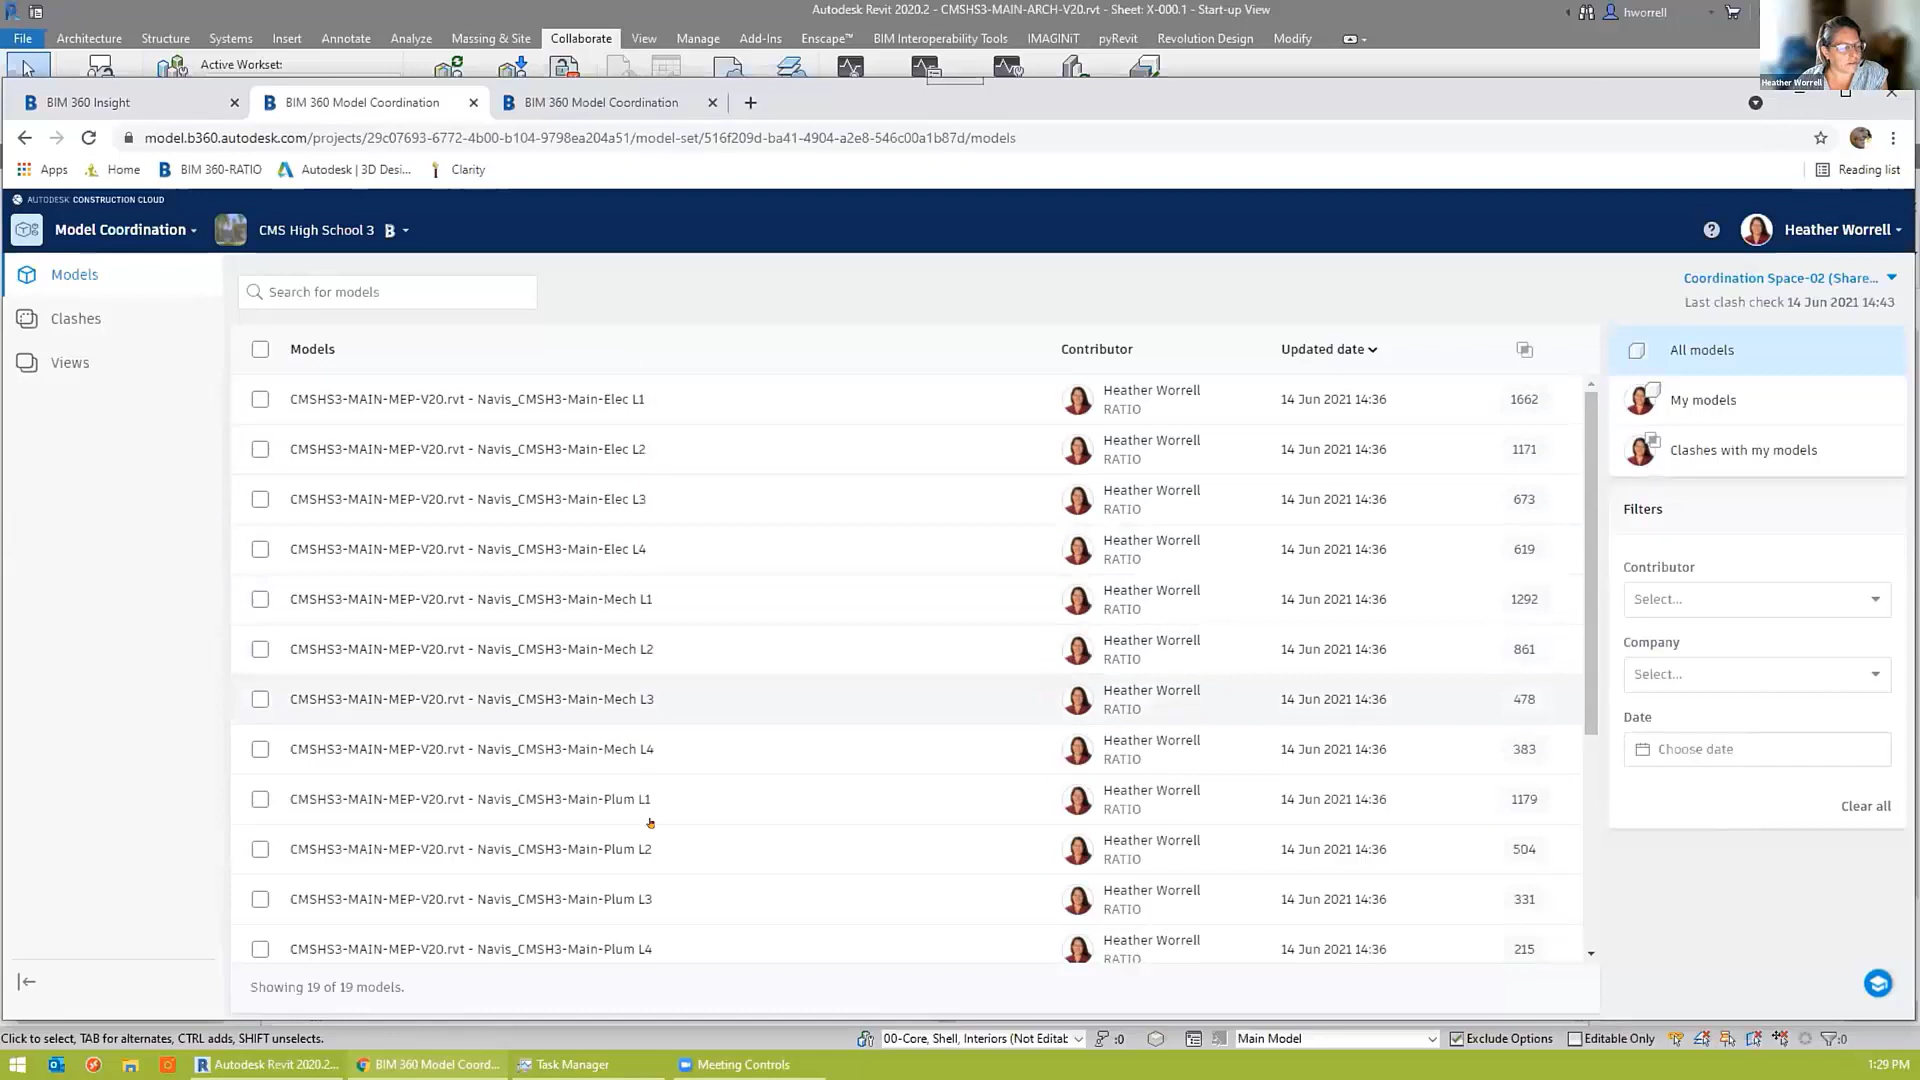 Autodesk Revit 2020.2 - CMSHS3-MAIN-ARCH-V20.rvt - Sheet: X-000.1 - Start-up View
hworrell
File Architecture Structure Systems Insert Annotate Analyze Massing & Site Collaborate View Manage Add-Ins Enscape™ BIM Interoperability Tools IMAGINiT pyRevit Revolution Design Modify
Active Workset:
Heather Worrell
BIM 360 Insight
BIM 360 Model Coordination
BIM 360 Model Coordination
model.b360.autodesk.com/projects/29c07693-6772-4b00-b104-9798ea204a51/model-set/516f209d-ba41-4904-a2e8-546c00a1b87d/models
Apps Home BIM 360-RATIO Autodesk | 3D Desi... Clarity Reading list
AUTODESK CONSTRUCTION CLOUD
Model Coordination CMS High School 3 B Heather Worrell
Models
Clashes
Views
Search for models
Coordination Space-02 (Share...
Last clash check 14 Jun 2021 14:43
Models Contributor Updated date
CMSHS3-MAIN-MEP-V20.rvt - Navis_CMSH3-Main-Elec L1 Heather Worrell RATIO 14 Jun 2021 14:36 1662
CMSHS3-MAIN-MEP-V20.rvt - Navis_CMSH3-Main-Elec L2 Heather Worrell RATIO 14 Jun 2021 14:36 1171
CMSHS3-MAIN-MEP-V20.rvt - Navis_CMSH3-Main-Elec L3 Heather Worrell RATIO 14 Jun 2021 14:36 673
CMSHS3-MAIN-MEP-V20.rvt - Navis_CMSH3-Main-Elec L4 Heather Worrell RATIO 14 Jun 2021 14:36 619
CMSHS3-MAIN-MEP-V20.rvt - Navis_CMSH3-Main-Mech L1 Heather Worrell RATIO 14 Jun 2021 14:36 1292
CMSHS3-MAIN-MEP-V20.rvt - Navis_CMSH3-Main-Mech L2 Heather Worrell RATIO 14 Jun 2021 14:36 861
CMSHS3-MAIN-MEP-V20.rvt - Navis_CMSH3-Main-Mech L3 Heather Worrell RATIO 14 Jun 2021 14:36 478
CMSHS3-MAIN-MEP-V20.rvt - Navis_CMSH3-Main-Mech L4 Heather Worrell RATIO 14 Jun 2021 14:36 383
CMSHS3-MAIN-MEP-V20.rvt - Navis_CMSH3-Main-Plum L1 Heather Worrell RATIO 14 Jun 2021 14:36 1179
CMSHS3-MAIN-MEP-V20.rvt - Navis_CMSH3-Main-Plum L2 Heather Worrell RATIO 14 Jun 2021 14:36 504
CMSHS3-MAIN-MEP-V20.rvt - Navis_CMSH3-Main-Plum L3 Heather Worrell RATIO 14 Jun 2021 14:36 331
CMSHS3-MAIN-MEP-V20.rvt - Navis_CMSH3-Main-Plum L4 Heather Worrell RATIO 14 Jun 2021 14:36 215
Showing 19 of 19 models.
All models
My models
Clashes with my models
Filters
Contributor
Select...
Company
Select...
Date
Choose date
Clear all
Click to select, TAB for alternates, CTRL adds, SHIFT unselects. 00-Core, Shell, Interiors (Not Editab :0 Main Model Exclude Options Editable Only :0
Autodesk Revit 2020.2... BIM 360 Model Coord... Task Manager Meeting Controls 1:29 PM